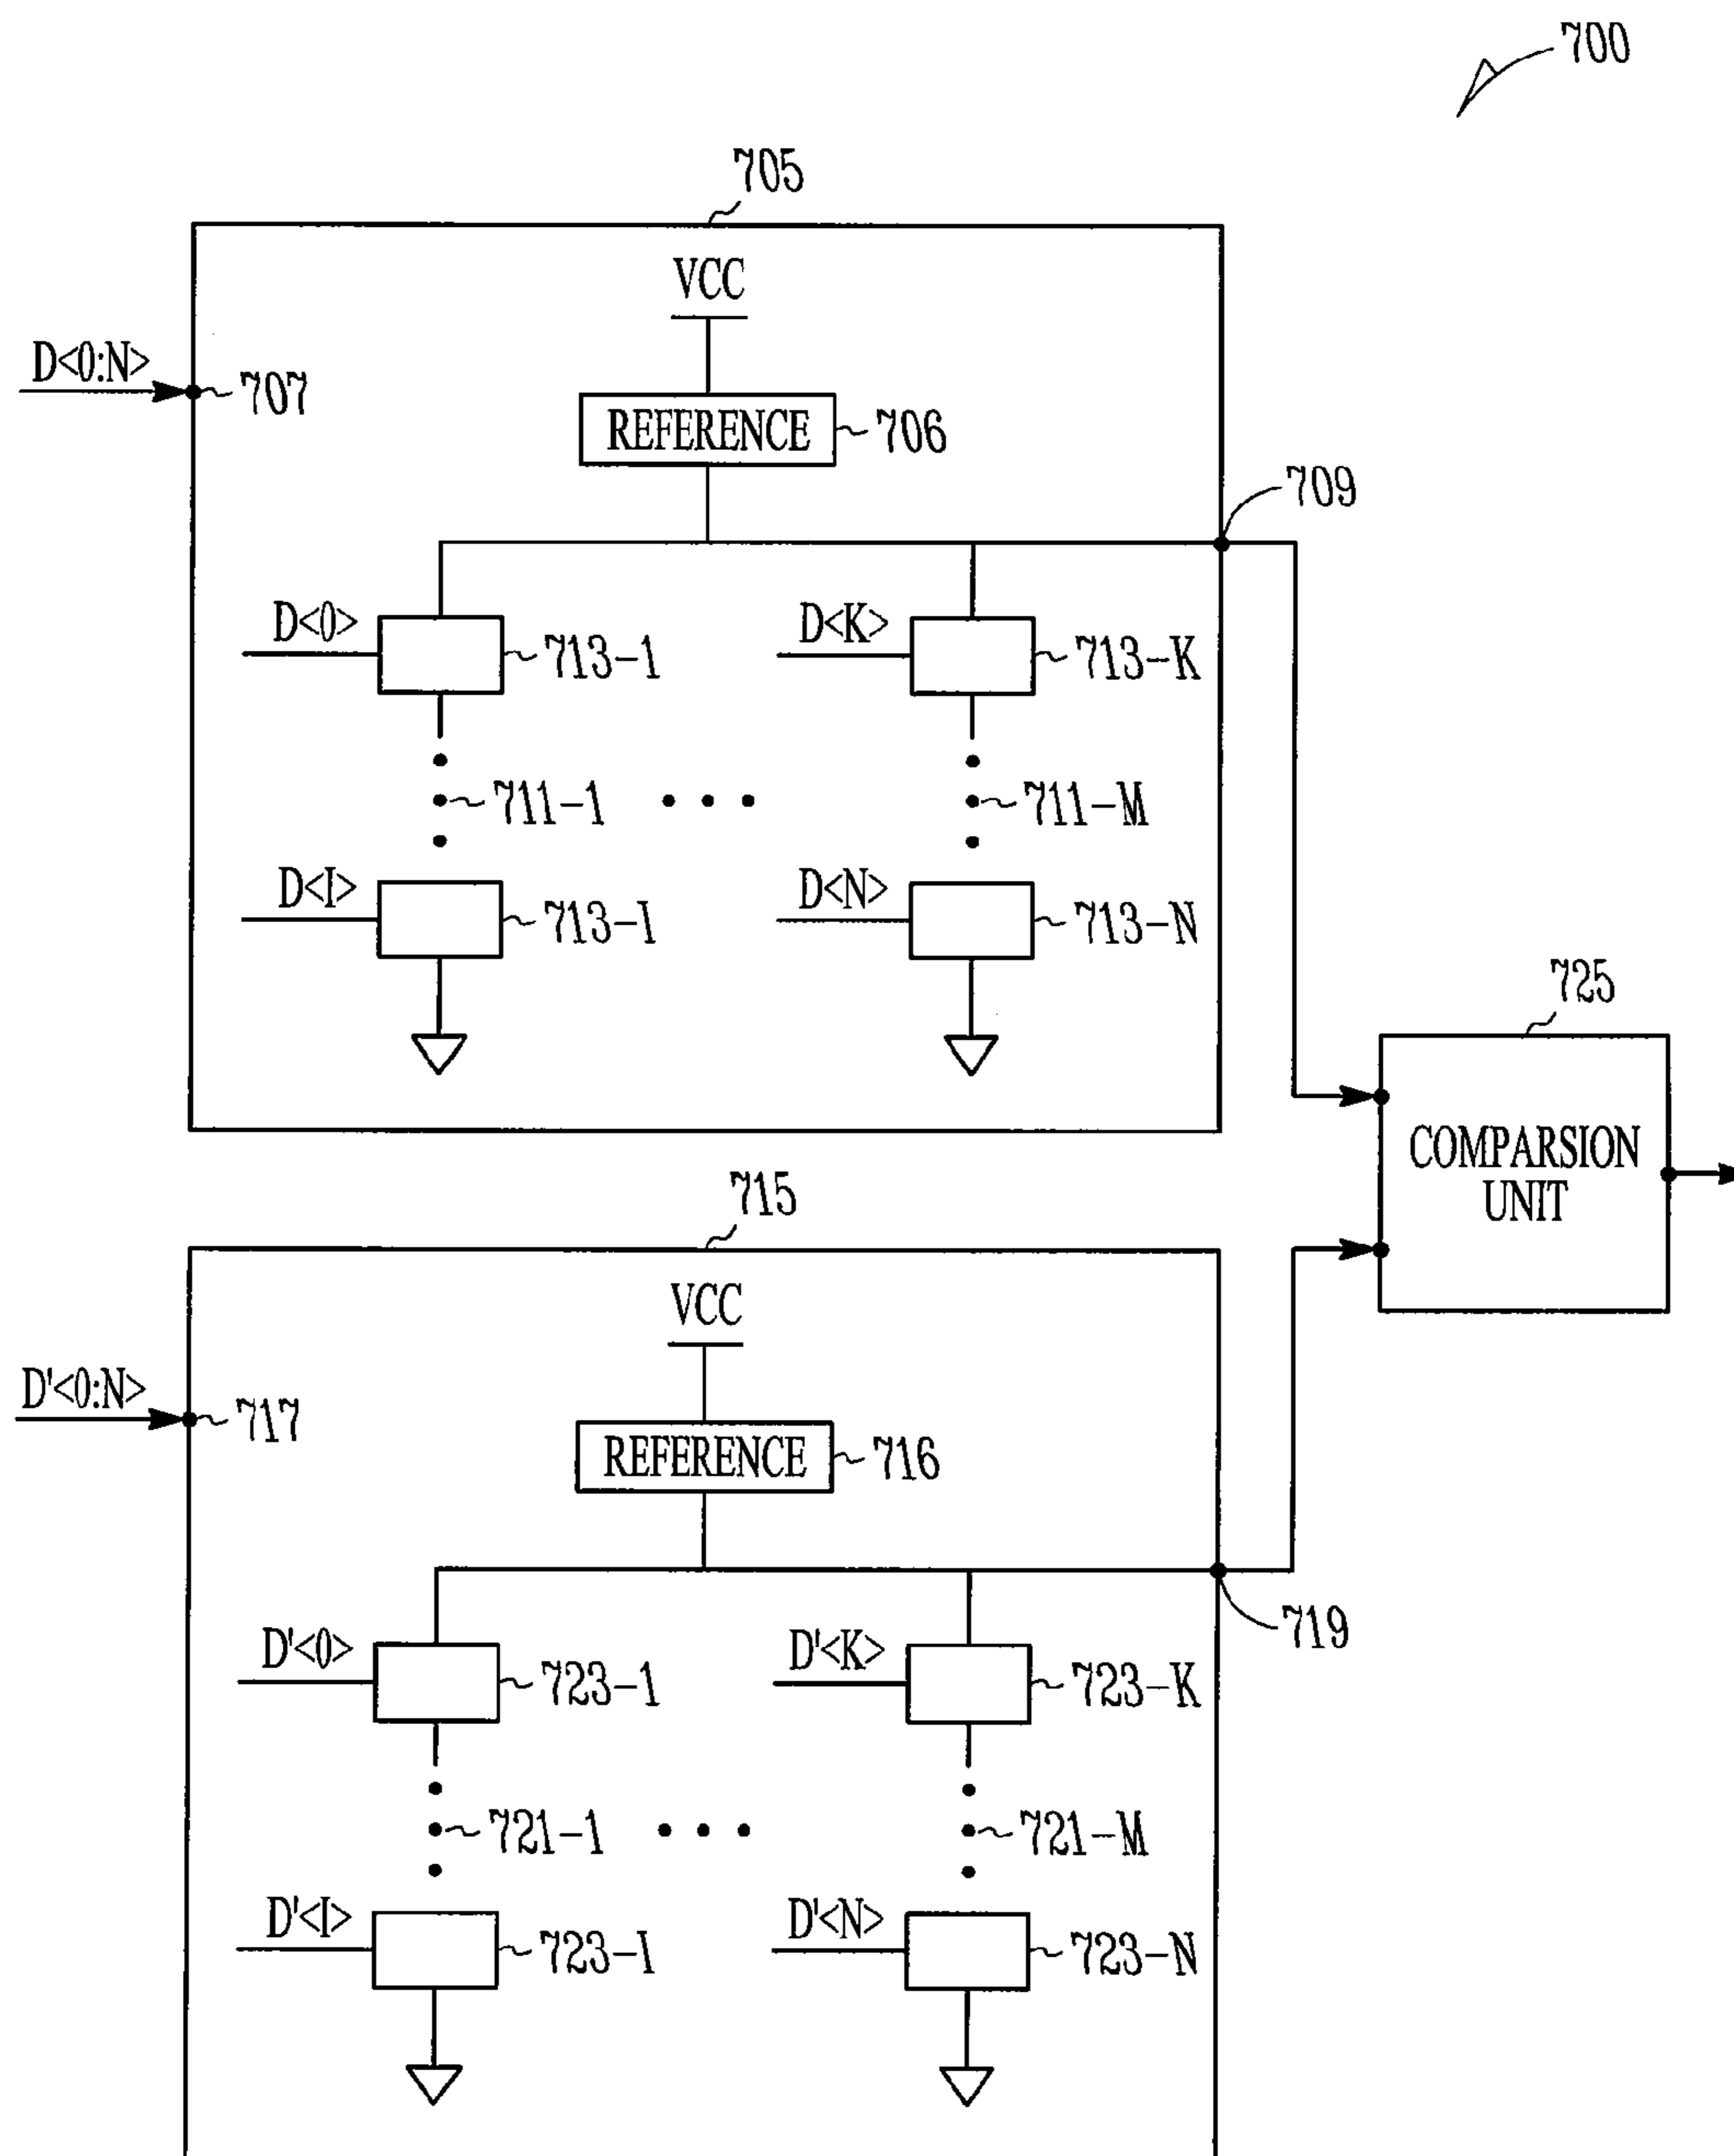 700
705
VCC
D<0:N>
707
REFERENCE
706
709
D<0>
713-1
D<K>
713-K
711-1
711-M
D<I>
713-I
D<N>
713-N
725
COMPARSION
UNIT
715
VCC
D'<0:N>
717
REFERENCE
716
719
D'<0>
723-1
D'<K>
723-K
721-1
721-M
D'<I>
723-I
D'<N>
723-N